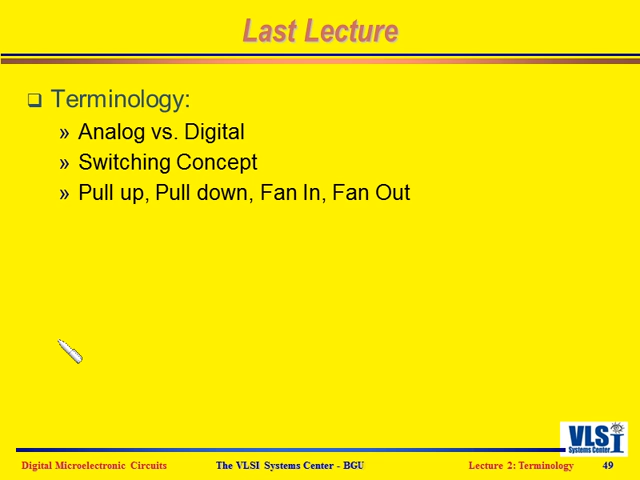 Last Lecture
Terminology:
» Analog vs. Digital
» Switching Concept
» Pull up, Pull down, Fan In, Fan Out
VLSI
Systems Center
Digital Microelectronic Circuits
The VLSI Systems Center - BGU
Lecture 2: Terminology
49